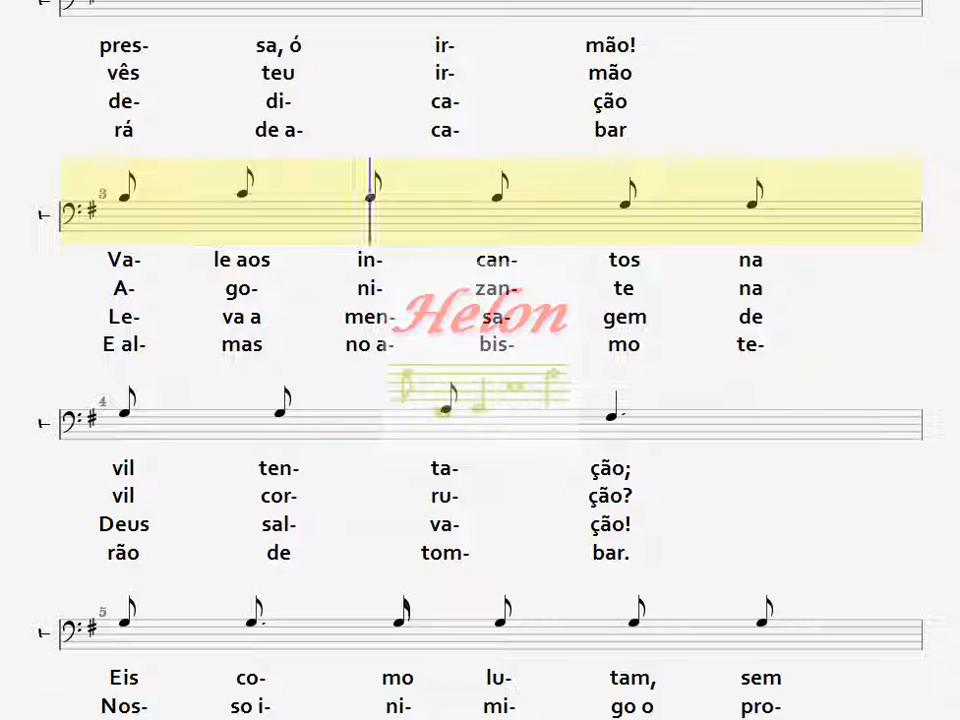 pres- sa, ó ir- mão!
vês teu ir- mão
de- di- ca- ção
rá de a- ca- bar
T
3
Va- le aos in- can- tos na
A- go- ni- zan- te na
Le- va a men- sa- gem de
E al- mas no a- bis- mo te-
Helon
T
4
vil ten- ta- ção;
vil cor- ru- ção?
Deus sal- va- ção!
rão de tom- bar.
T
5
Eis co- mo lu- tam, sem
Nos- so i- ni- mi- go o pro-